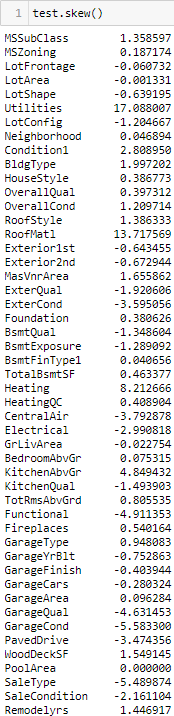 test.skew()
MSSubClass 1.358597
MSZoning 0.187174
LotFrontage -0.060732
LotArea -0.001331
LotShape -0.639195
Utilities 17.088007
LotConfig -1.204667
Neighborhood 0.046894
Condition1 2.808950
BldgType 1.997202
HouseStyle 0.386773
OverallQual 0.397312
OverallCond 1.209714
RoofStyle 1.386333
RoofMatl 13.717569
Exterior1st -0.643455
Exterior2nd -0.672944
MasVnrArea 1.655862
ExterQual -1.920606
ExterCond -3.595056
Foundation 0.380626
BsmtQual -1.348604
BsmtExposure -1.289092
BsmtFinType1 0.040656
TotalBsmtSF 0.463377
Heating 8.212666
HeatingQC 0.408904
CentralAir -3.792878
Electrical -2.990818
GrLivArea -0.022754
BedroomAbvGr 0.075315
KitchenAbvGr 4.849432
KitchenQual -1.493903
TotRmsAbvGrd 0.805535
Functional -4.911353
Fireplaces 0.540164
GarageType 0.948083
GarageYrBlt -0.752863
GarageFinish -0.403944
GarageCars -0.280324
GarageArea 0.096284
GarageQual -4.631453
GarageCond -5.583300
PavedDrive -3.474356
WoodDeckSF 1.549145
PoolArea 0.000000
SaleType -5.489874
SaleCondition -2.161104
Remodelyrs 1.446917